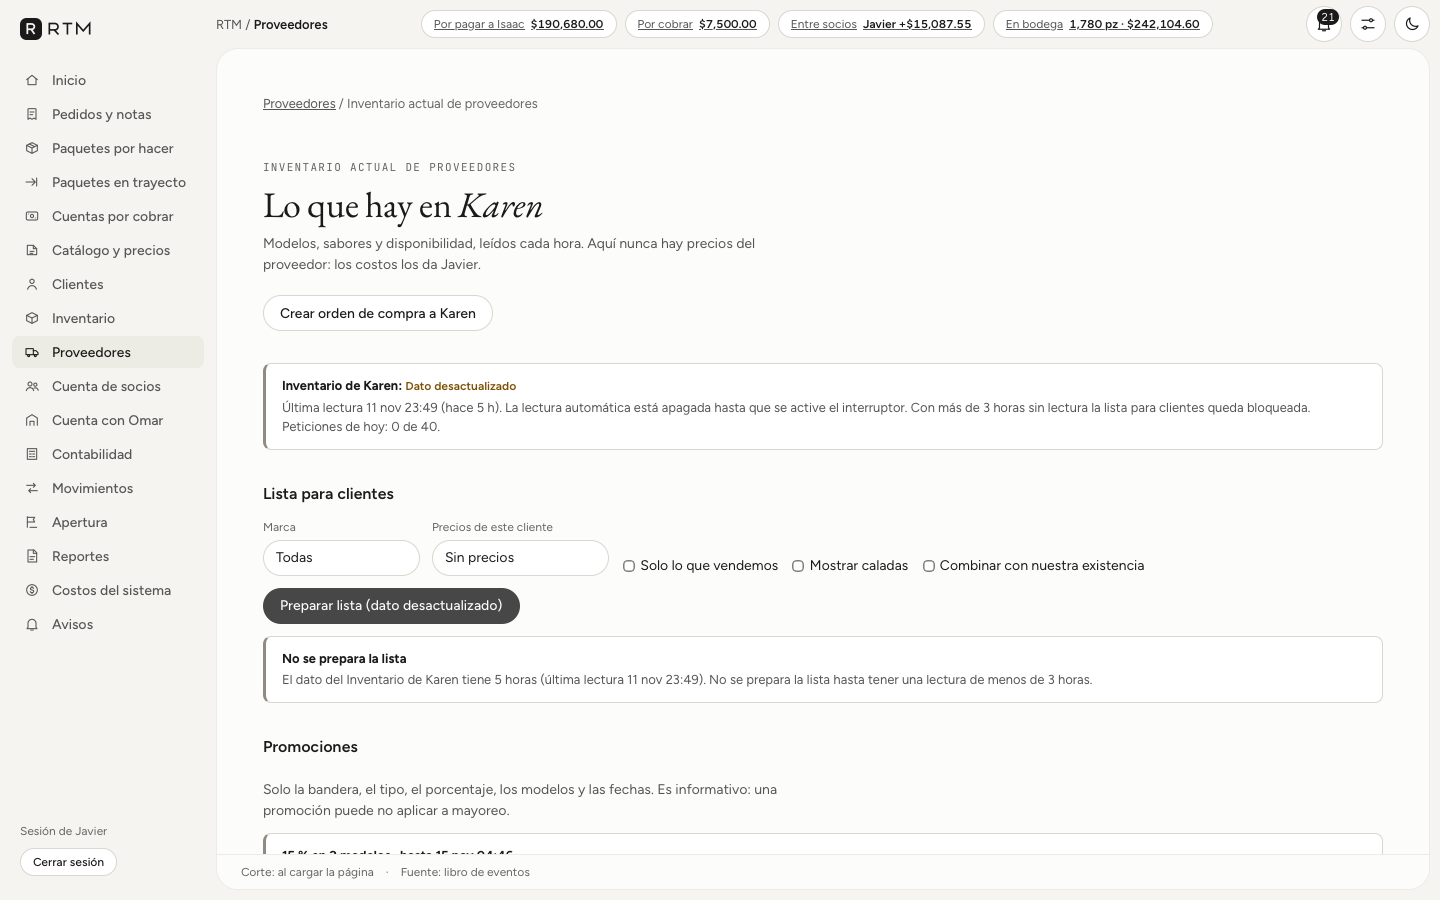 R RTM
RTM / Proveedores
Por pagar a Isaac $190,680.00
Por cobrar $7,500.00
Entre socios Javier +$15,087.55
En bodega 1,780 pz · $242,104.60
21
Inicio
Pedidos y notas
Paquetes por hacer
Paquetes en trayecto
Cuentas por cobrar
Catálogo y precios
Clientes
Inventario
Proveedores
Cuenta de socios
Cuenta con Omar
Contabilidad
Movimientos
Apertura
Reportes
Costos del sistema
Avisos
Sesión de Javier
Cerrar sesión
Proveedores / Inventario actual de proveedores
INVENTARIO ACTUAL DE PROVEEDORES
Lo que hay en Karen
Modelos, sabores y disponibilidad, leídos cada hora. Aquí nunca hay precios del
proveedor: los costos los da Javier.
Crear orden de compra a Karen
Inventario de Karen: Dato desactualizado
Última lectura 11 nov 23:49 (hace 5 h). La lectura automática está apagada hasta que se active el interruptor. Con más de 3 horas sin lectura la lista para clientes queda bloqueada.
Peticiones de hoy: 0 de 40.
Lista para clientes
Marca
Precios de este cliente
Todas
Sin precios
Solo lo que vendemos
Mostrar caladas
Combinar con nuestra existencia
Preparar lista (dato desactualizado)
No se prepara la lista
El dato del Inventario de Karen tiene 5 horas (última lectura 11 nov 23:49). No se prepara la lista hasta tener una lectura de menos de 3 horas.
Promociones
Solo la bandera, el tipo, el porcentaje, los modelos y las fechas. Es informativo: una
promoción puede no aplicar a mayoreo.
Corte: al cargar la página · Fuente: libro de eventos